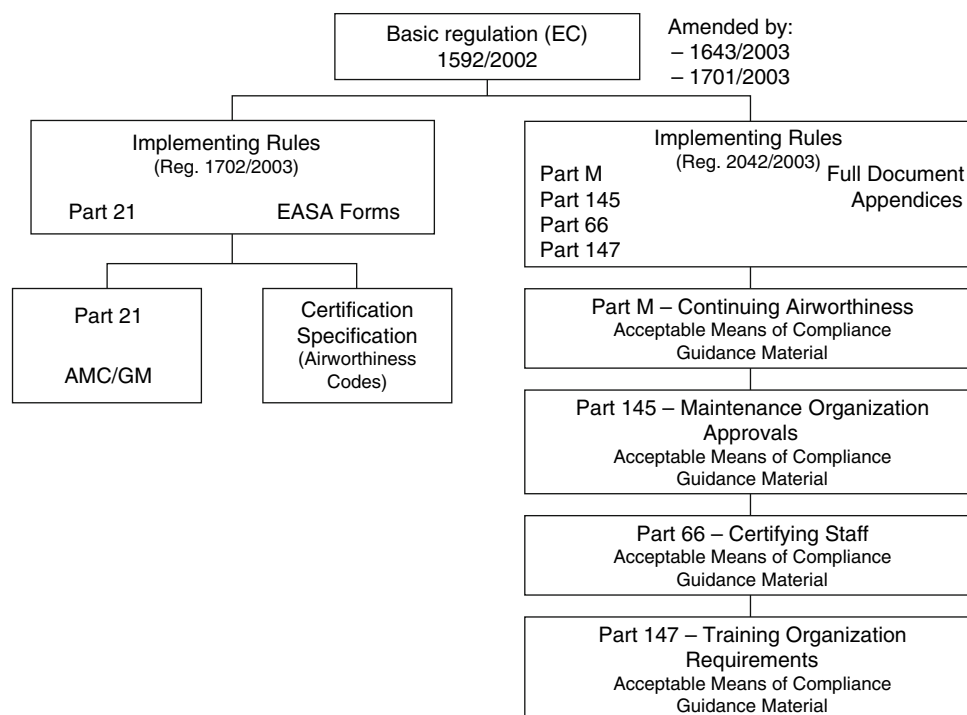 Basic regulation (EC)
1592/2002
Amended by:
– 1643/2003
– 1701/2003
Implementing Rules
(Reg. 1702/2003)
Part 21
EASA Forms
Part 21
AMC/GM
Certification
Specification
(Airworthiness
Codes)
Implementing Rules
(Reg. 2042/2003)
Part M
Part 145
Part 66
Part 147
Full Document
Appendices
Part M – Continuing Airworthiness
Acceptable Means of Compliance
Guidance Material
Part 145 – Maintenance Organization
Approvals
Acceptable Means of Compliance
Guidance Material
Part 66 – Certifying Staff
Acceptable Means of Compliance
Guidance Material
Part 147 – Training Organization
Requirements
Acceptable Means of Compliance
Guidance Material